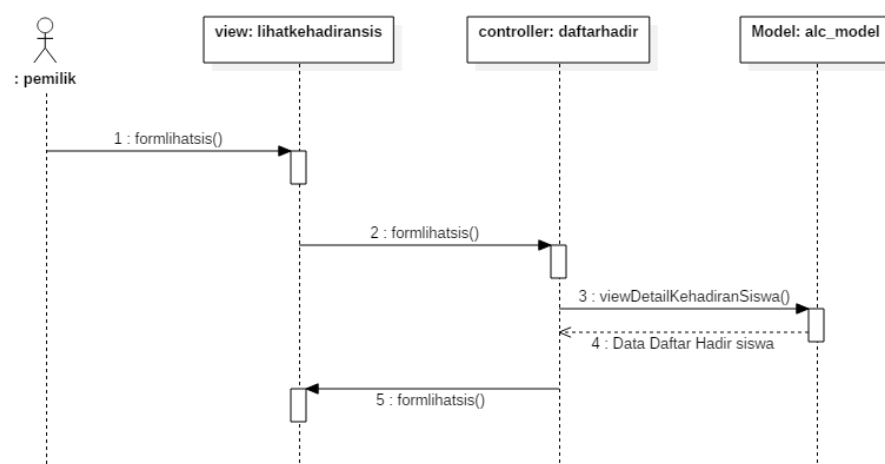 view: lihatkehadiransis
controller: daftarhadir
Model: alc_model
: pemilik
1 : formlihatsis()
2 : formlihatsis()
3 : viewDetailKehadiranSiswa()
4 : Data Daftar Hadir siswa
5 : formlihatsis()